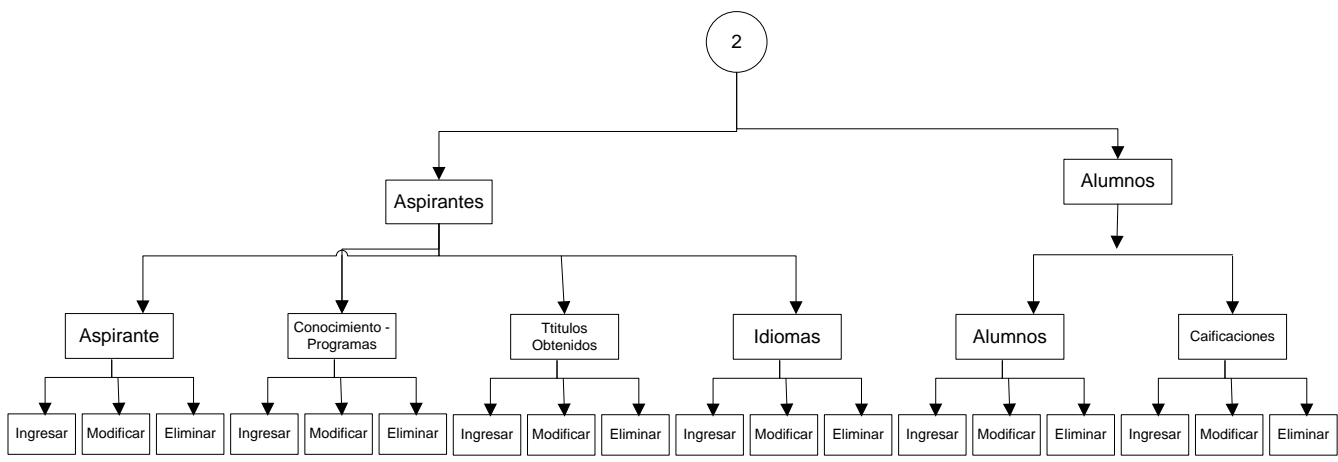 2
Aspirantes
Alumnos
Aspirante
Conocimiento -
Programas
Ttitulos
Obtenidos
Idiomas
Alumnos
Caificaciones
Ingresar
Modificar
Eliminar
Ingresar
Modificar
Eliminar
Ingresar
Modificar
Eliminar
Ingresar
Modificar
Eliminar
Ingresar
Modificar
Eliminar
Ingresar
Modificar
Eliminar